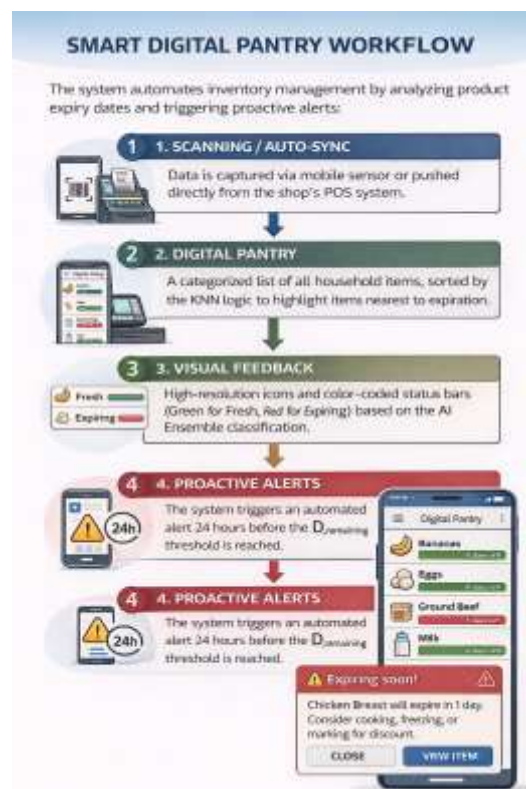 SMART DIGITAL PANTRY WORKFLOW
The system automates inventory management by analyzing product
expiry dates and triggering proactive alerts:
1 1. SCANNING / AUTO-SYNC
Data is captured via mobile sensor or pushed
directly from the shop's POS system.
2 2. DIGITAL PANTRY
A categorized list of all household items, sorted by
the KNN logic to highlight items nearest to expiration.
3 3. VISUAL FEEDBACK
Fresh
Expiring
High-resolution icons and color-coded status bars
(Green for Fresh, Red for Expiring) based on the AI
Ensemble classification.
4 4. PROACTIVE ALERTS
24h
The system triggers an automated
alert 24 hours before the Dremaining
threshold is reached.
4 4. PROACTIVE ALERTS
24h
The system triggers an automated
alert 24 hours before the Dremaining
threshold is reached.
Digital Pantry
Bananas
Eggs
Ground Beef
Milk
Expiring soon!
Chicken Breast will expire in 1 day.
Consider cooking, freezing, or
marking for discount.
CLOSE
VIEW ITEM